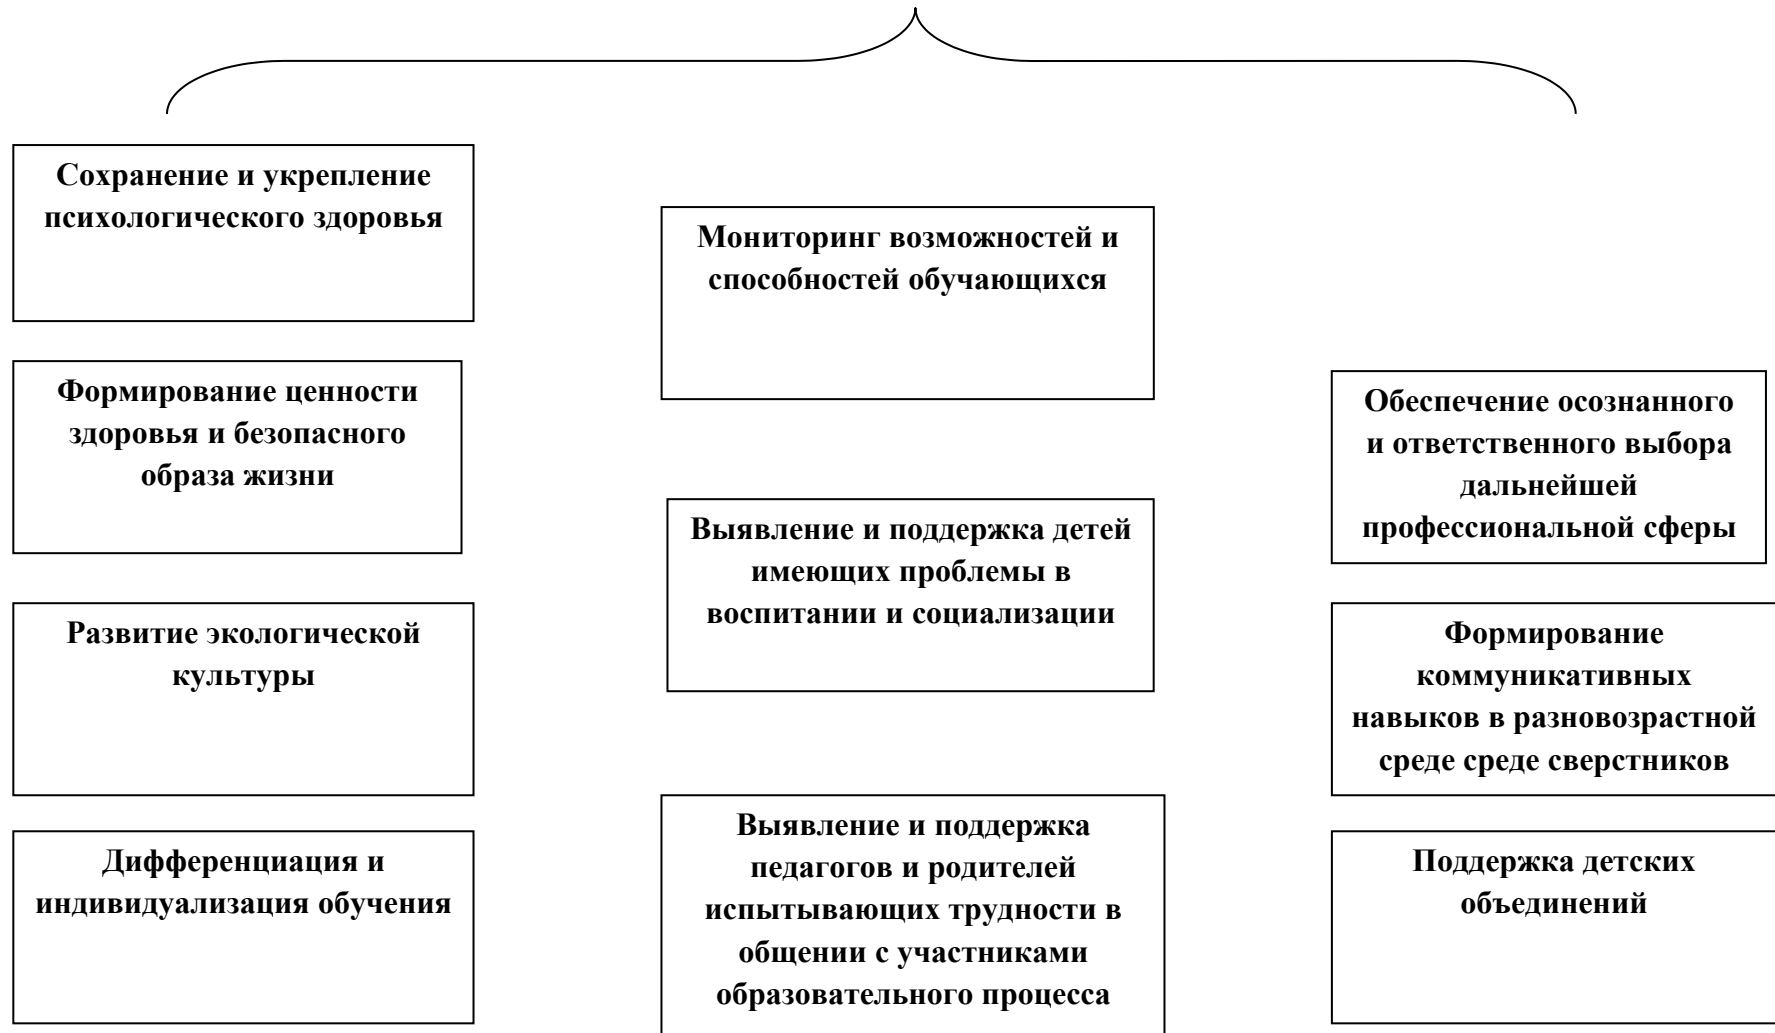 Сохранение и укрепление
психологического здоровья
Формирование ценности
здоровья и безопасного
образа жизни
Развитие экологической
культуры
Дифференциация и
индивидуализация обучения
Мониторинг возможностей и
способностей обучающихся
Выявление и поддержка детей
имеющих проблемы в
воспитании и социализации
Выявление и поддержка
педагогов и родителей
испытывающих трудности в
общении с участниками
образовательного процесса
Обеспечение осознанного
и ответственного выбора
дальнейшей
профессиональной сферы
Формирование
коммуникативных
навыков в разновозрастной
среде среде сверстников
Поддержка детских
объединений